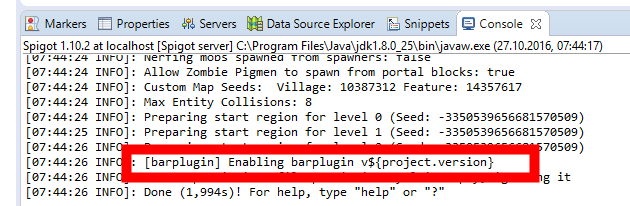 Markers Properties Servers Data Source Explorer Snippets Console
Spigot 1.10.2 at localhost [Spigot server] C:\Program Files\Java\jdk1.8.0_25\bin\javaw.exe (27.10.2016, 07:44:17)
[07:44:24 INFO]: Nerfing mobs spawned from spawners: false
[07:44:24 INFO]: Allow Zombie Pigmen to spawn from portal blocks: true
[07:44:24 INFO]: Custom Map Seeds:  Village: 10387312 Feature: 14357617
[07:44:24 INFO]: Max Entity Collisions: 8
[07:44:24 INFO]: Preparing start region for level 0 (Seed: -3350539656681570509)
[07:44:25 INFO]: Preparing start region for level 1 (Seed: -3350539656681570509)
[07:44:26 INFO]
[07:44:26 INFO]: [barplugin] Enabling barplugin v${project.version}
[07:44:26 INFO] it
[07:44:26 INFO]: Done (1,994s)! For help, type "help" or "?"